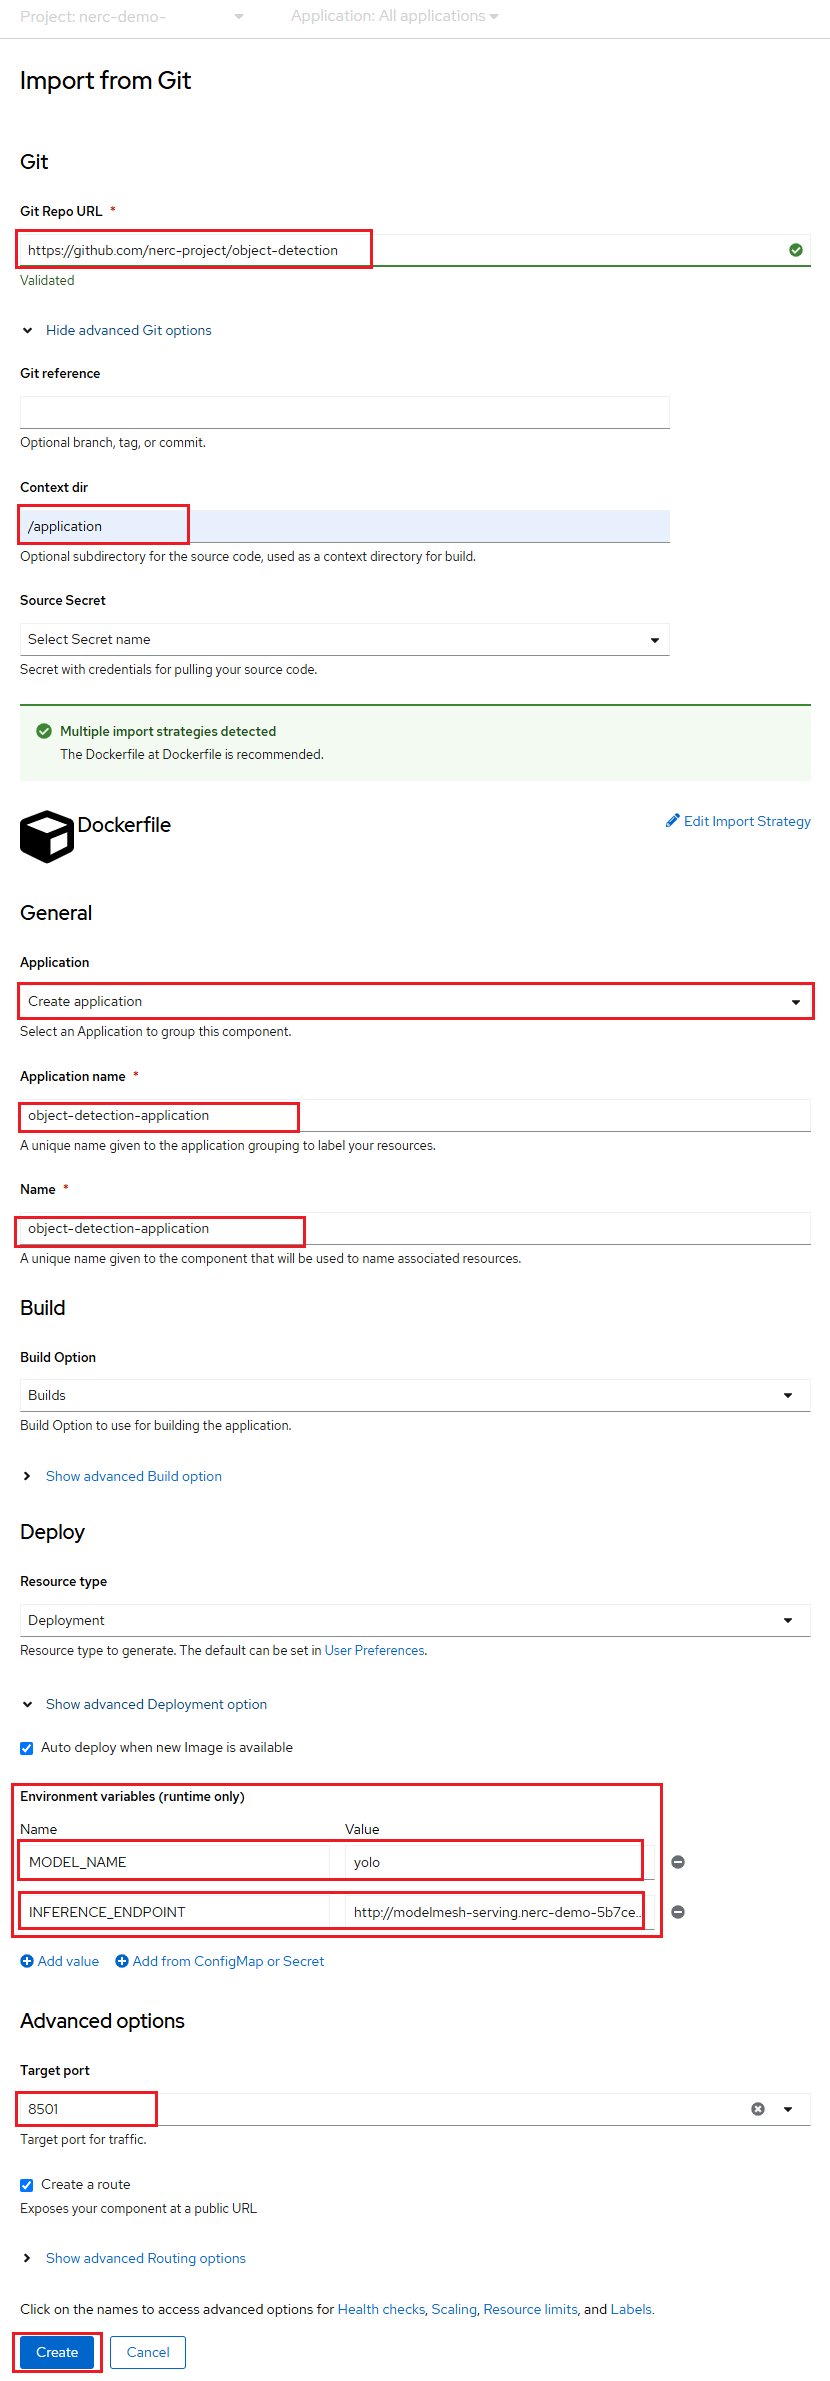 Project: nerc-demo-
Application: All applications
Import from Git
Git
Git Repo URL *
https://github.com/nerc-project/object-detection
Validated
Hide advanced Git options
Git reference
Optional branch, tag, or commit.
Context dir
/application
Optional subdirectory for the source code, used as a context directory for build.
Source Secret
Select Secret name
Secret with credentials for pulling your source code.
Multiple import strategies detected
The Dockerfile at Dockerfile is recommended.
Dockerfile
Edit Import Strategy
General
Application
Create application
Select an Application to group this component.
Application name *
object-detection-application
A unique name given to the application grouping to label your resources.
Name *
object-detection-application
A unique name given to the component that will be used to name associated resources.
Build
Build Option
Builds
Build Option to use for building the application.
Show advanced Build option
Deploy
Resource type
Deployment
Resource type to generate. The default can be set in User Preferences.
Show advanced Deployment option
Auto deploy when new Image is available
Environment variables (runtime only)
Name Value
MODEL_NAME yolo
INFERENCE_ENDPOINT http://modelmesh-serving.nerc-demo-5b7ce...
Add value Add from ConfigMap or Secret
Advanced options
Target port
8501
Target port for traffic.
Create a route
Exposes your component at a public URL
Show advanced Routing options
Click on the names to access advanced options for Health checks, Scaling, Resource limits, and Labels.
Create Cancel